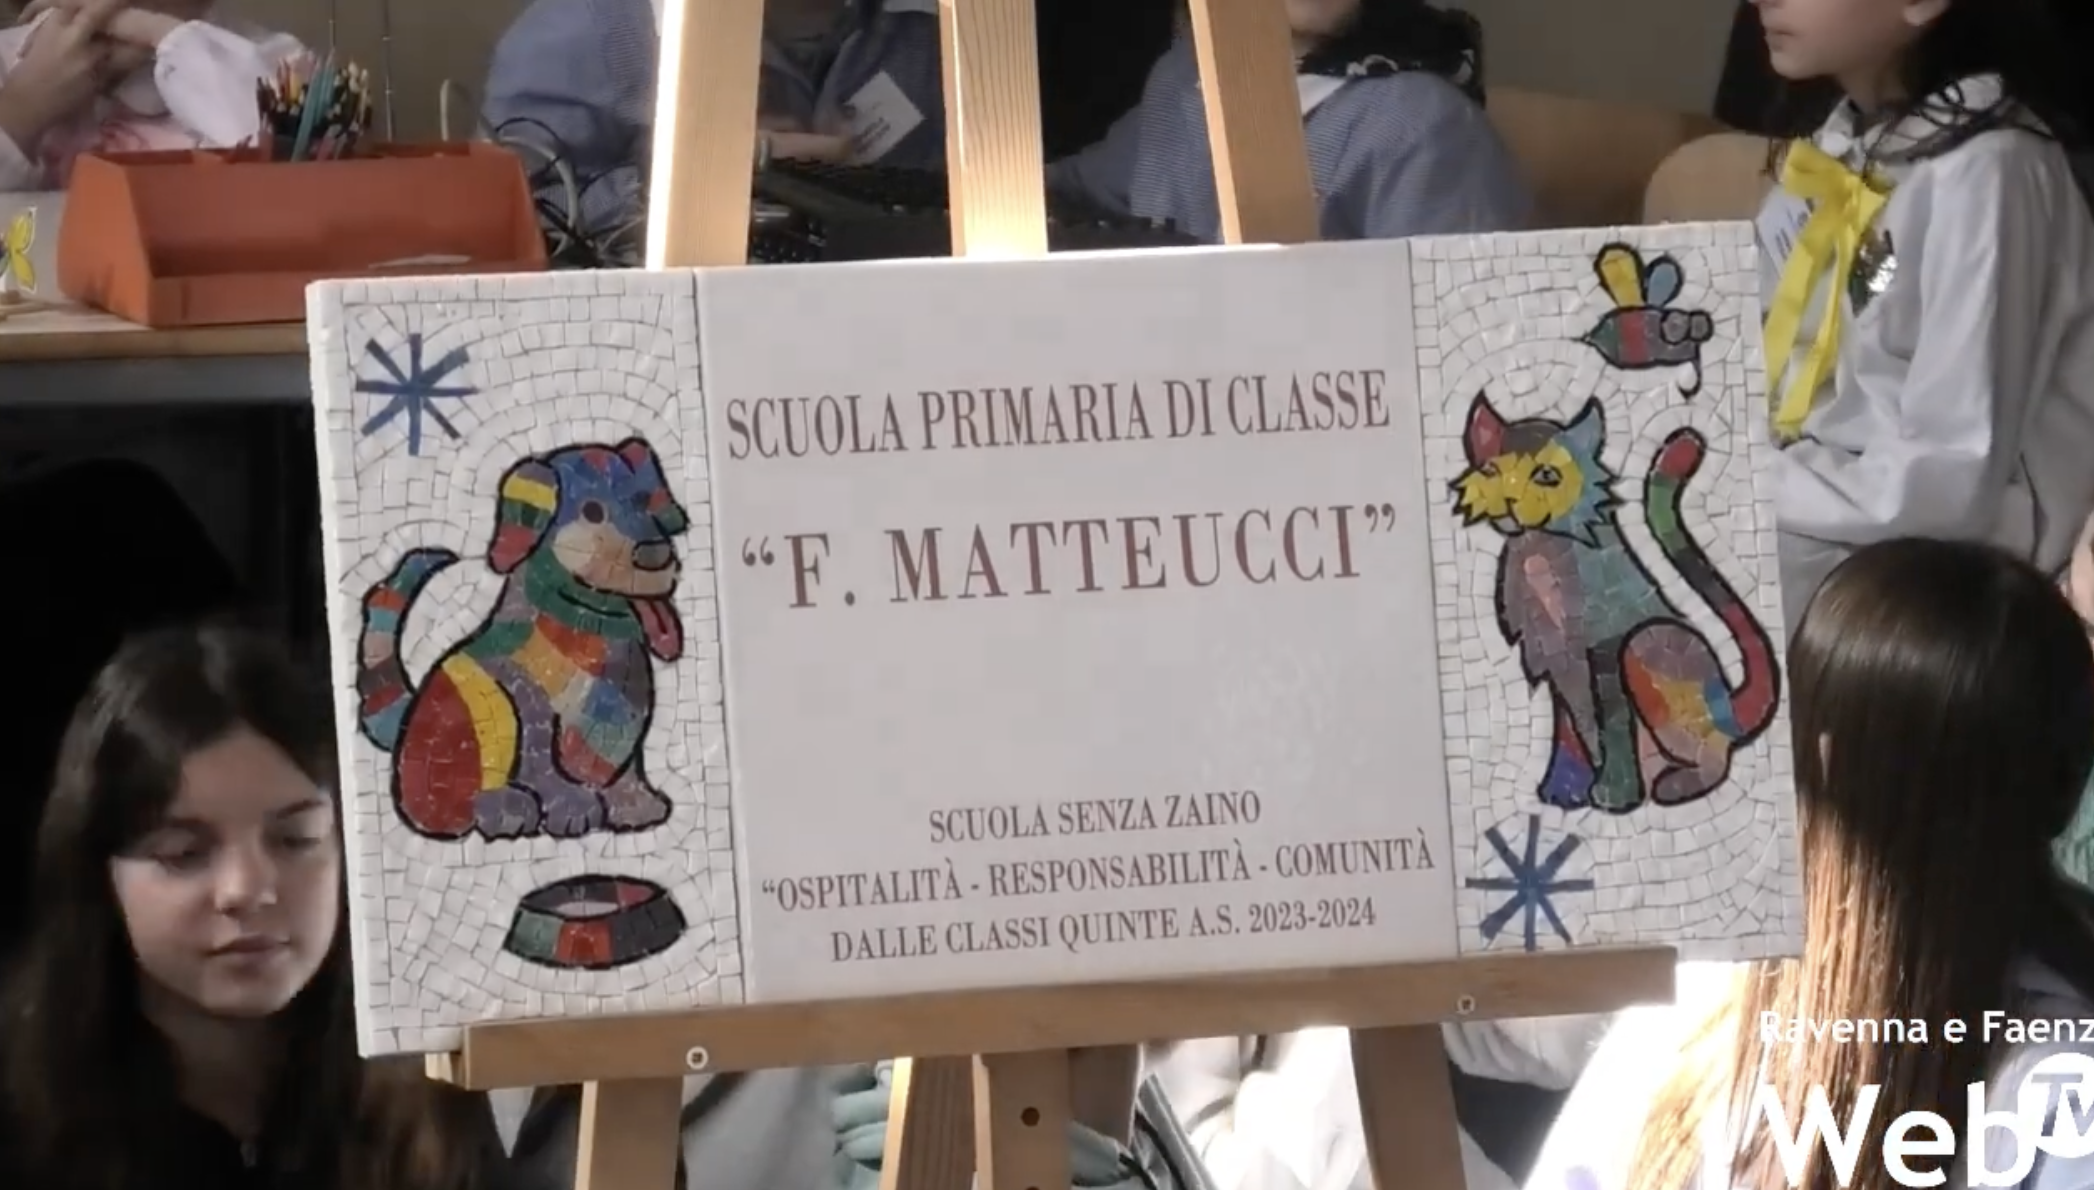 SCUOLA PRIMARIA DI CLASSE
“F. MATTEUCCI”
SCUOLA SENZA ZAINO
“OSPITALITÀ - RESPONSABILITÀ - COMUNITÀ
DALLE CLASSI QUINTE A.S. 2023-2024
Ravenna e Faenz
Web TV